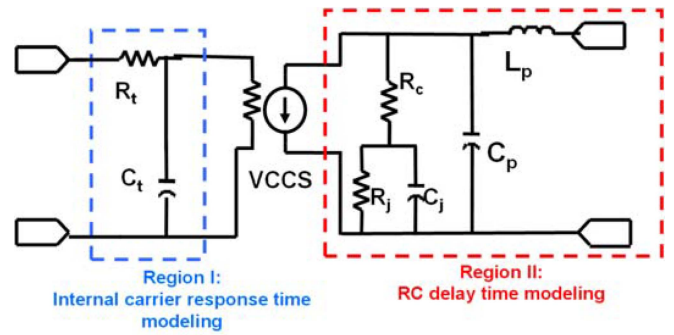 Rt
Ct
VCCS
Rc
Rj
Cj
Cp
Lp
Region I:
Internal carrier response time
modeling
Region II:
RC delay time modeling